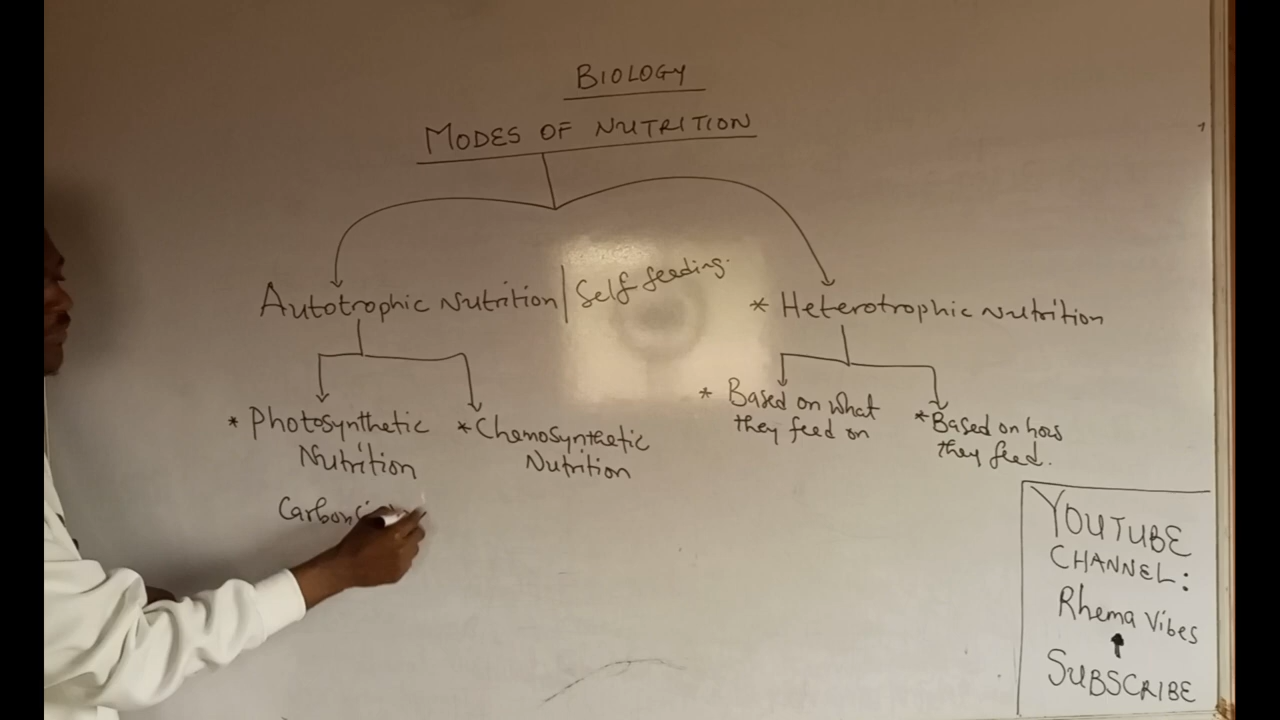 BIOLOGY
MODES OF NUTRITION
Autotrophic Nutrition | Self feeding.
* Heterotrophic Nutrition
* Photosynthetic
Nutrition
* Chemosynthetic
Nutrition
* Based on what
they feed on
* Based on how
they feed.
YOUTUBE
CHANNEL:
Rhema Vibes
SUBSCRIBE